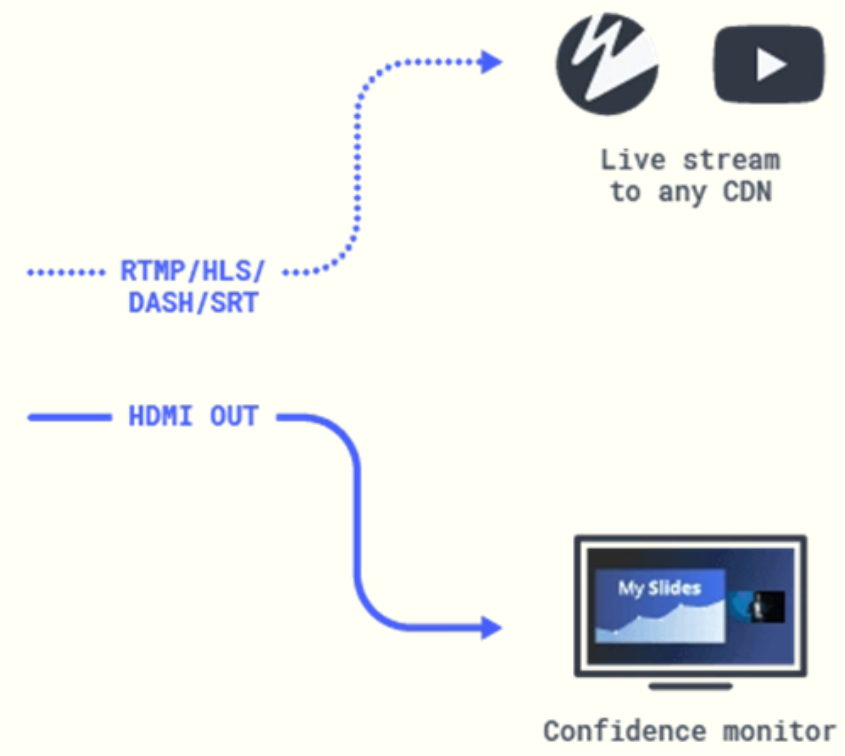 Live stream
to any CDN
RTMP/HLS/
DASH/SRT
HDMI OUT
My Slides
Confidence monitor